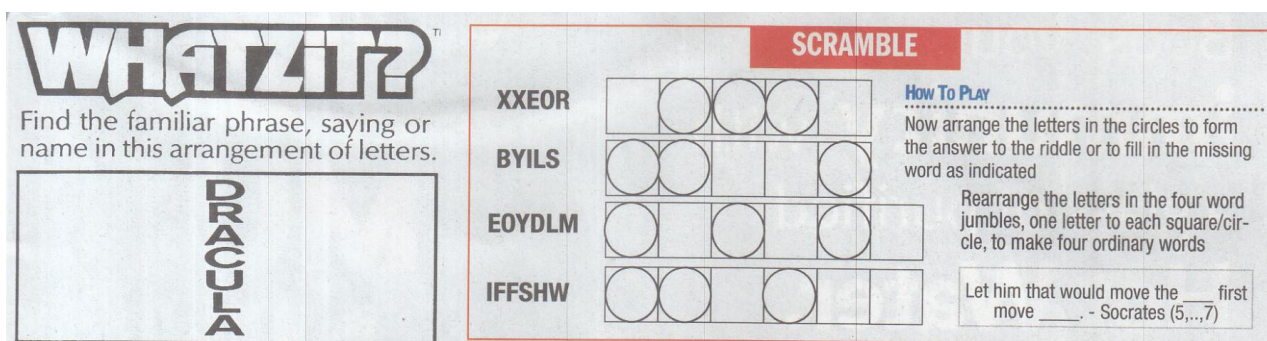 WHATZIT?
Find the familiar phrase, saying or
name in this arrangement of letters.
DRACULA
SCRAMBLE
XXEOR
BYILS
EOYDLM
IFFSHW
HOW TO PLAY
Now arrange the letters in the circles to form
the answer to the riddle or to fill in the missing
word as indicated
Rearrange the letters in the four word
jumbles, one letter to each square/cir-
cle, to make four ordinary words
Let him that would move the ___ first
move _____. - Socrates (5,..,7)